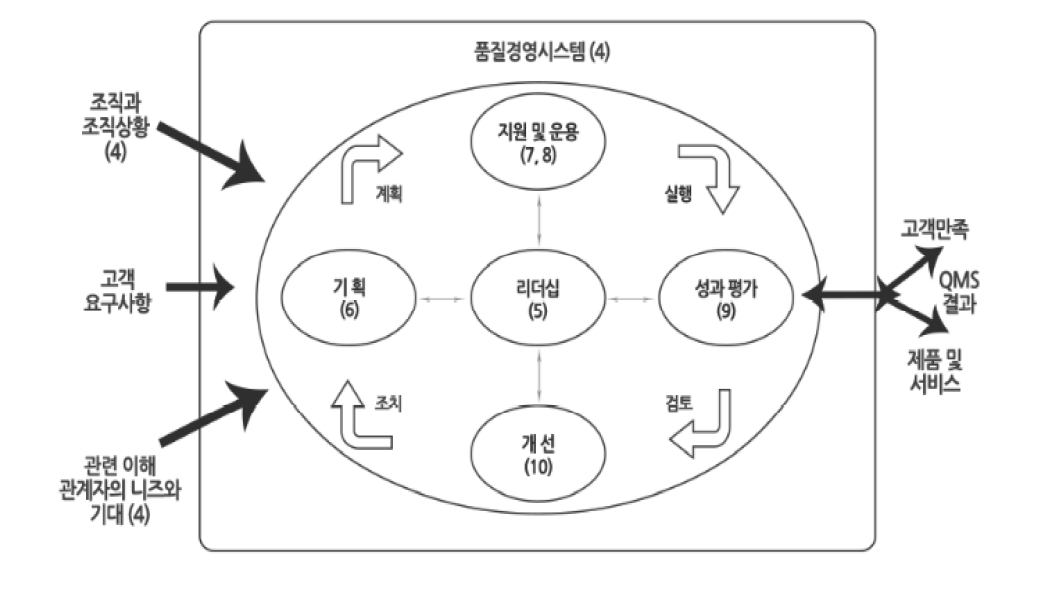 품질경영시스템 (4)
조직과
조직상황
(4)
지원 및 운용
(7, 8)
계획
실행
고객
요구사항
기 획
(6)
리더십
(5)
성과 평가
(9)
고객만족
QMS
결과
제품 및
서비스
조치
검토
개 선
(10)
관련 이해
관계자의 니즈와
기대 (4)